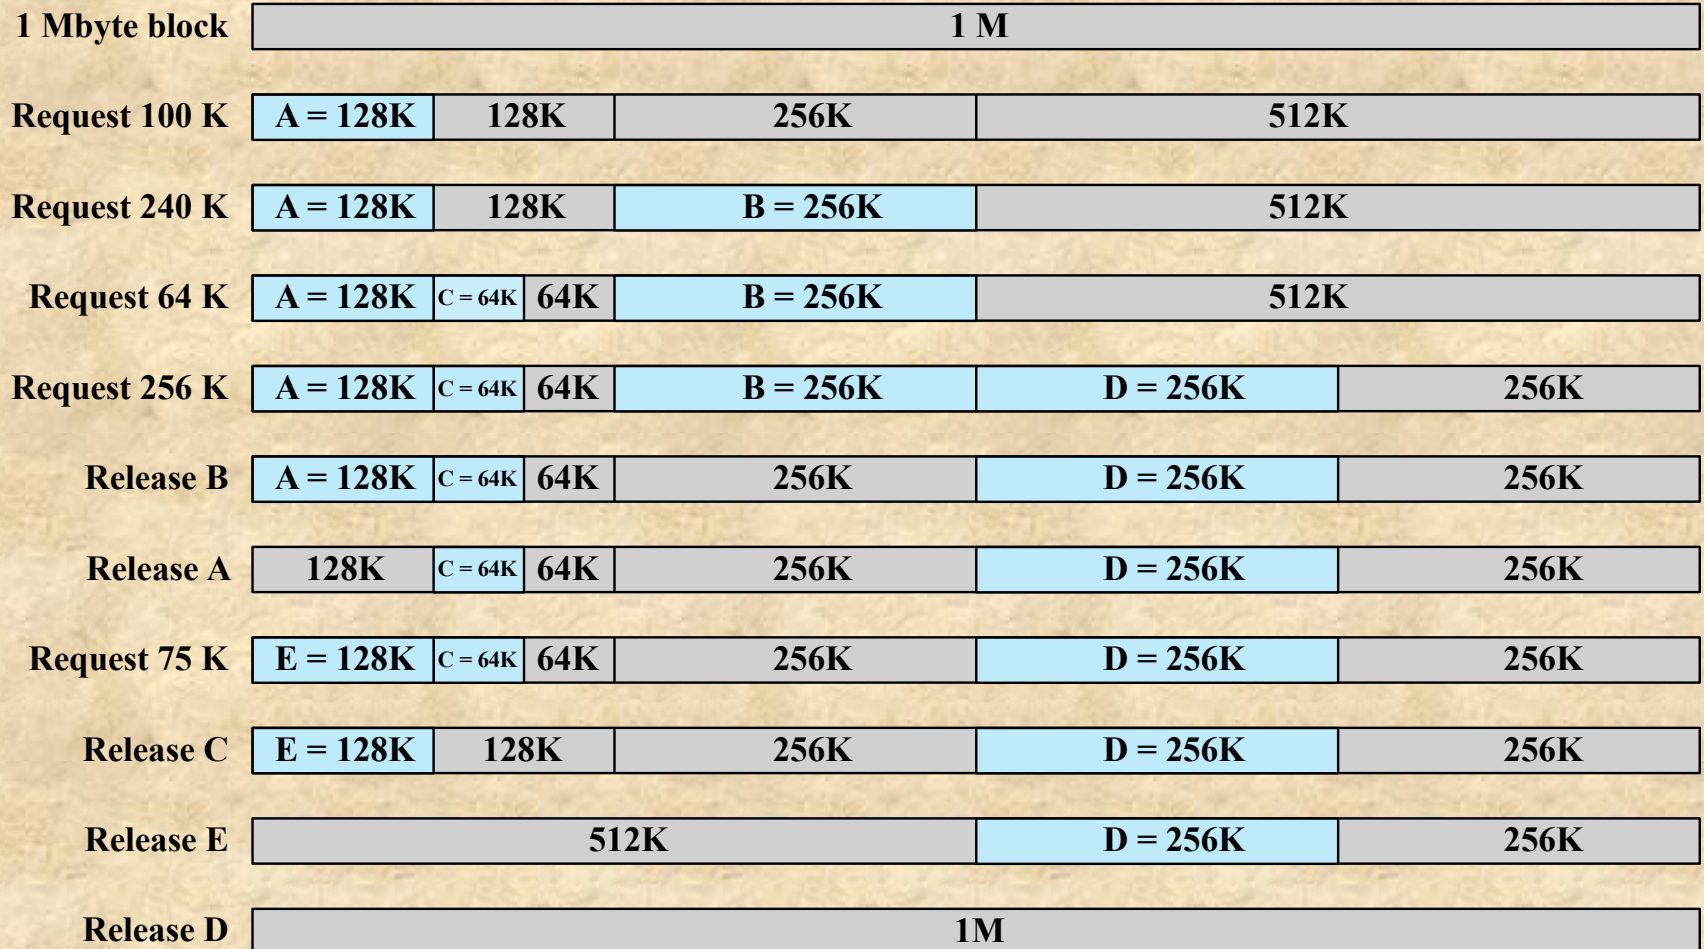 1 Mbyte block 1 M
Request 100 K A = 128K 128K 256K 512K
Request 240 K A = 128K 128K B = 256K 512K
Request 64 K A = 128K C = 64K 64K B = 256K 512K
Request 256 K A = 128K C = 64K 64K B = 256K D = 256K 256K
Release B A = 128K C = 64K 64K 256K D = 256K 256K
Release A 128K C = 64K 64K 256K D = 256K 256K
Request 75 K E = 128K C = 64K 64K 256K D = 256K 256K
Release C E = 128K 128K 256K D = 256K 256K
Release E 512K D = 256K 256K
Release D 1M